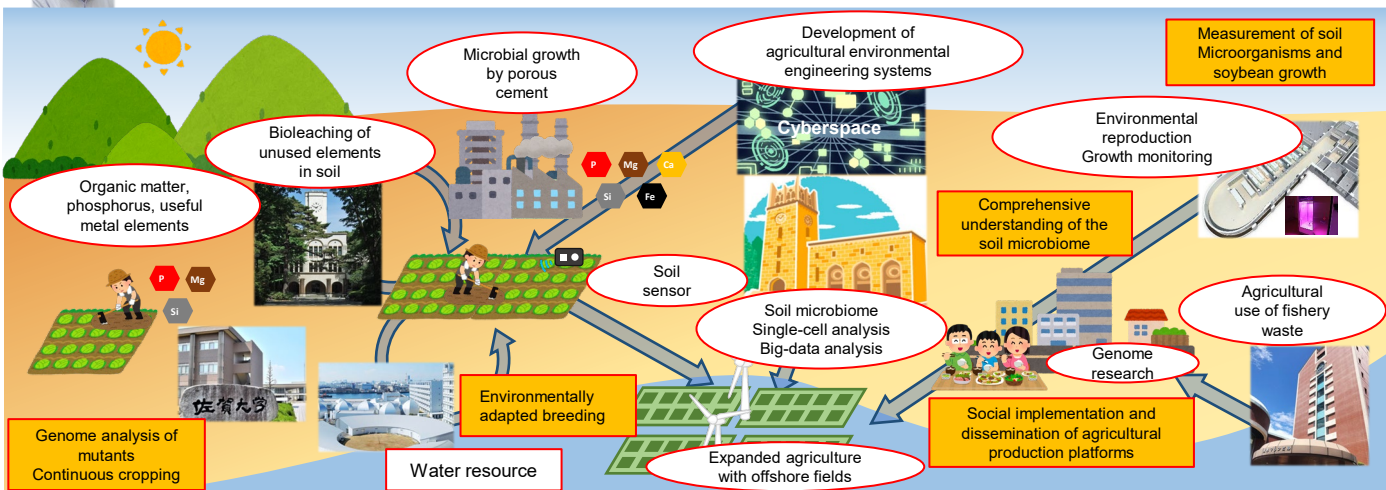 Microbial growth
by porous
cement
Development of
agricultural environmental
engineering systems
Measurement of soil
Microorganisms and
soybean growth
Bioleaching of
unused elements
in soil
Cyberspace
Environmental
reproduction
Growth monitoring
Organic matter,
phosphorus, useful
metal elements
P
Mg
Ca
Si
Fe
Comprehensive
understanding of the
soil microbiome
P
Mg
Si
Soil
sensor
Soil microbiome
Single-cell analysis
Big-data analysis
Agricultural
use of fishery
waste
Genome
research
佐賀大学
Environmentally
adapted breeding
Genome analysis of
mutants
Continuous cropping
Water resource
Expanded agriculture
with offshore fields
Social implementation and
dissemination of agricultural
production platforms